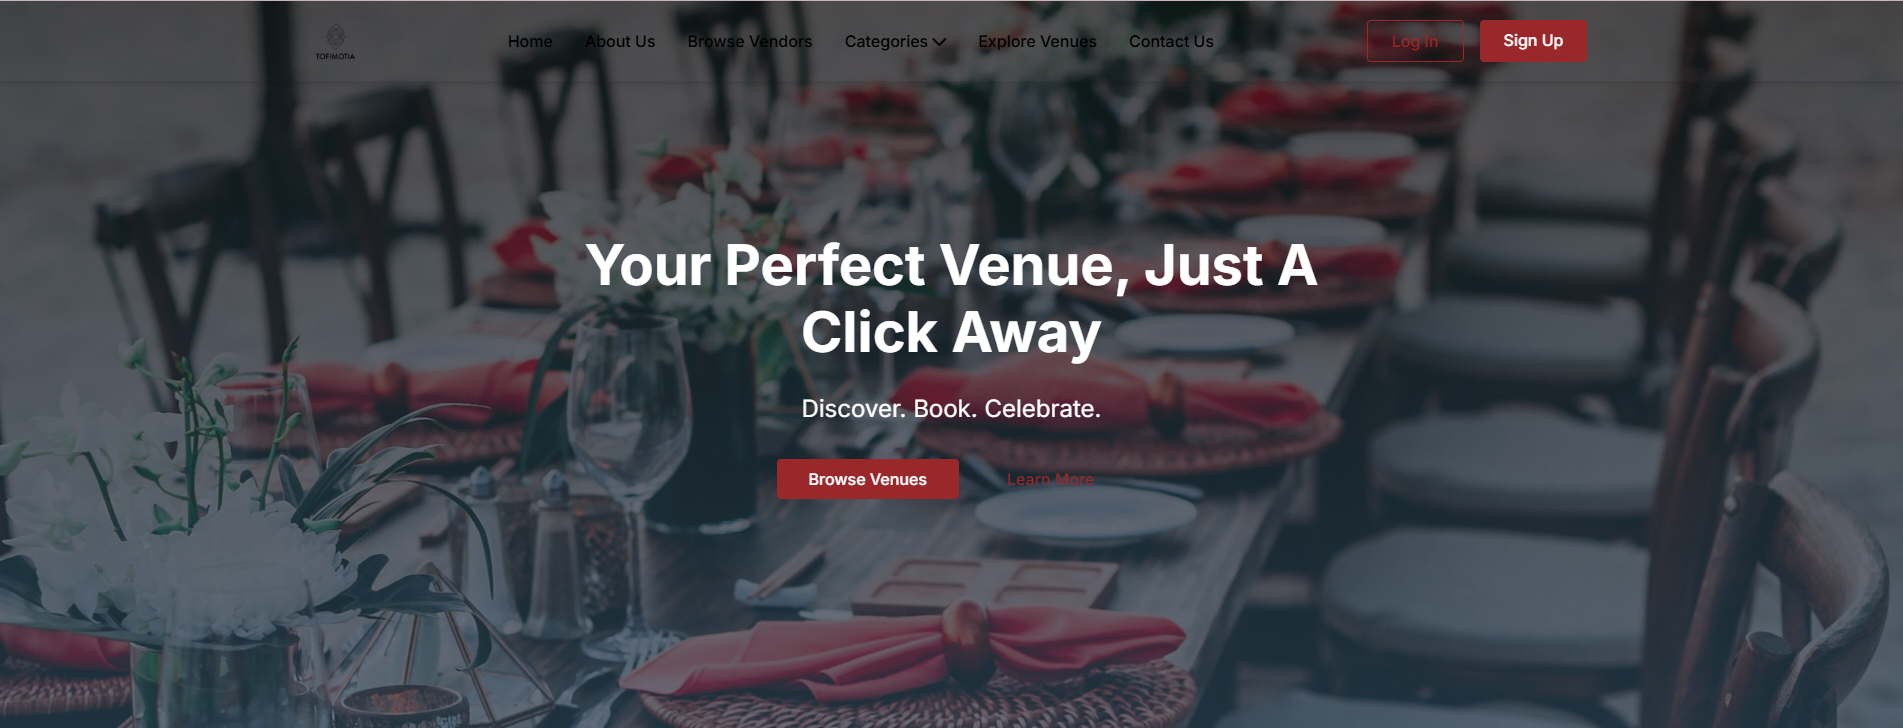 TOFIMOTIA
Home About Us Browse Vendors Categories Explore Venues Contact Us Log In Sign Up
Your Perfect Venue, Just A
Click Away
Discover. Book. Celebrate.
Browse Venues Learn More